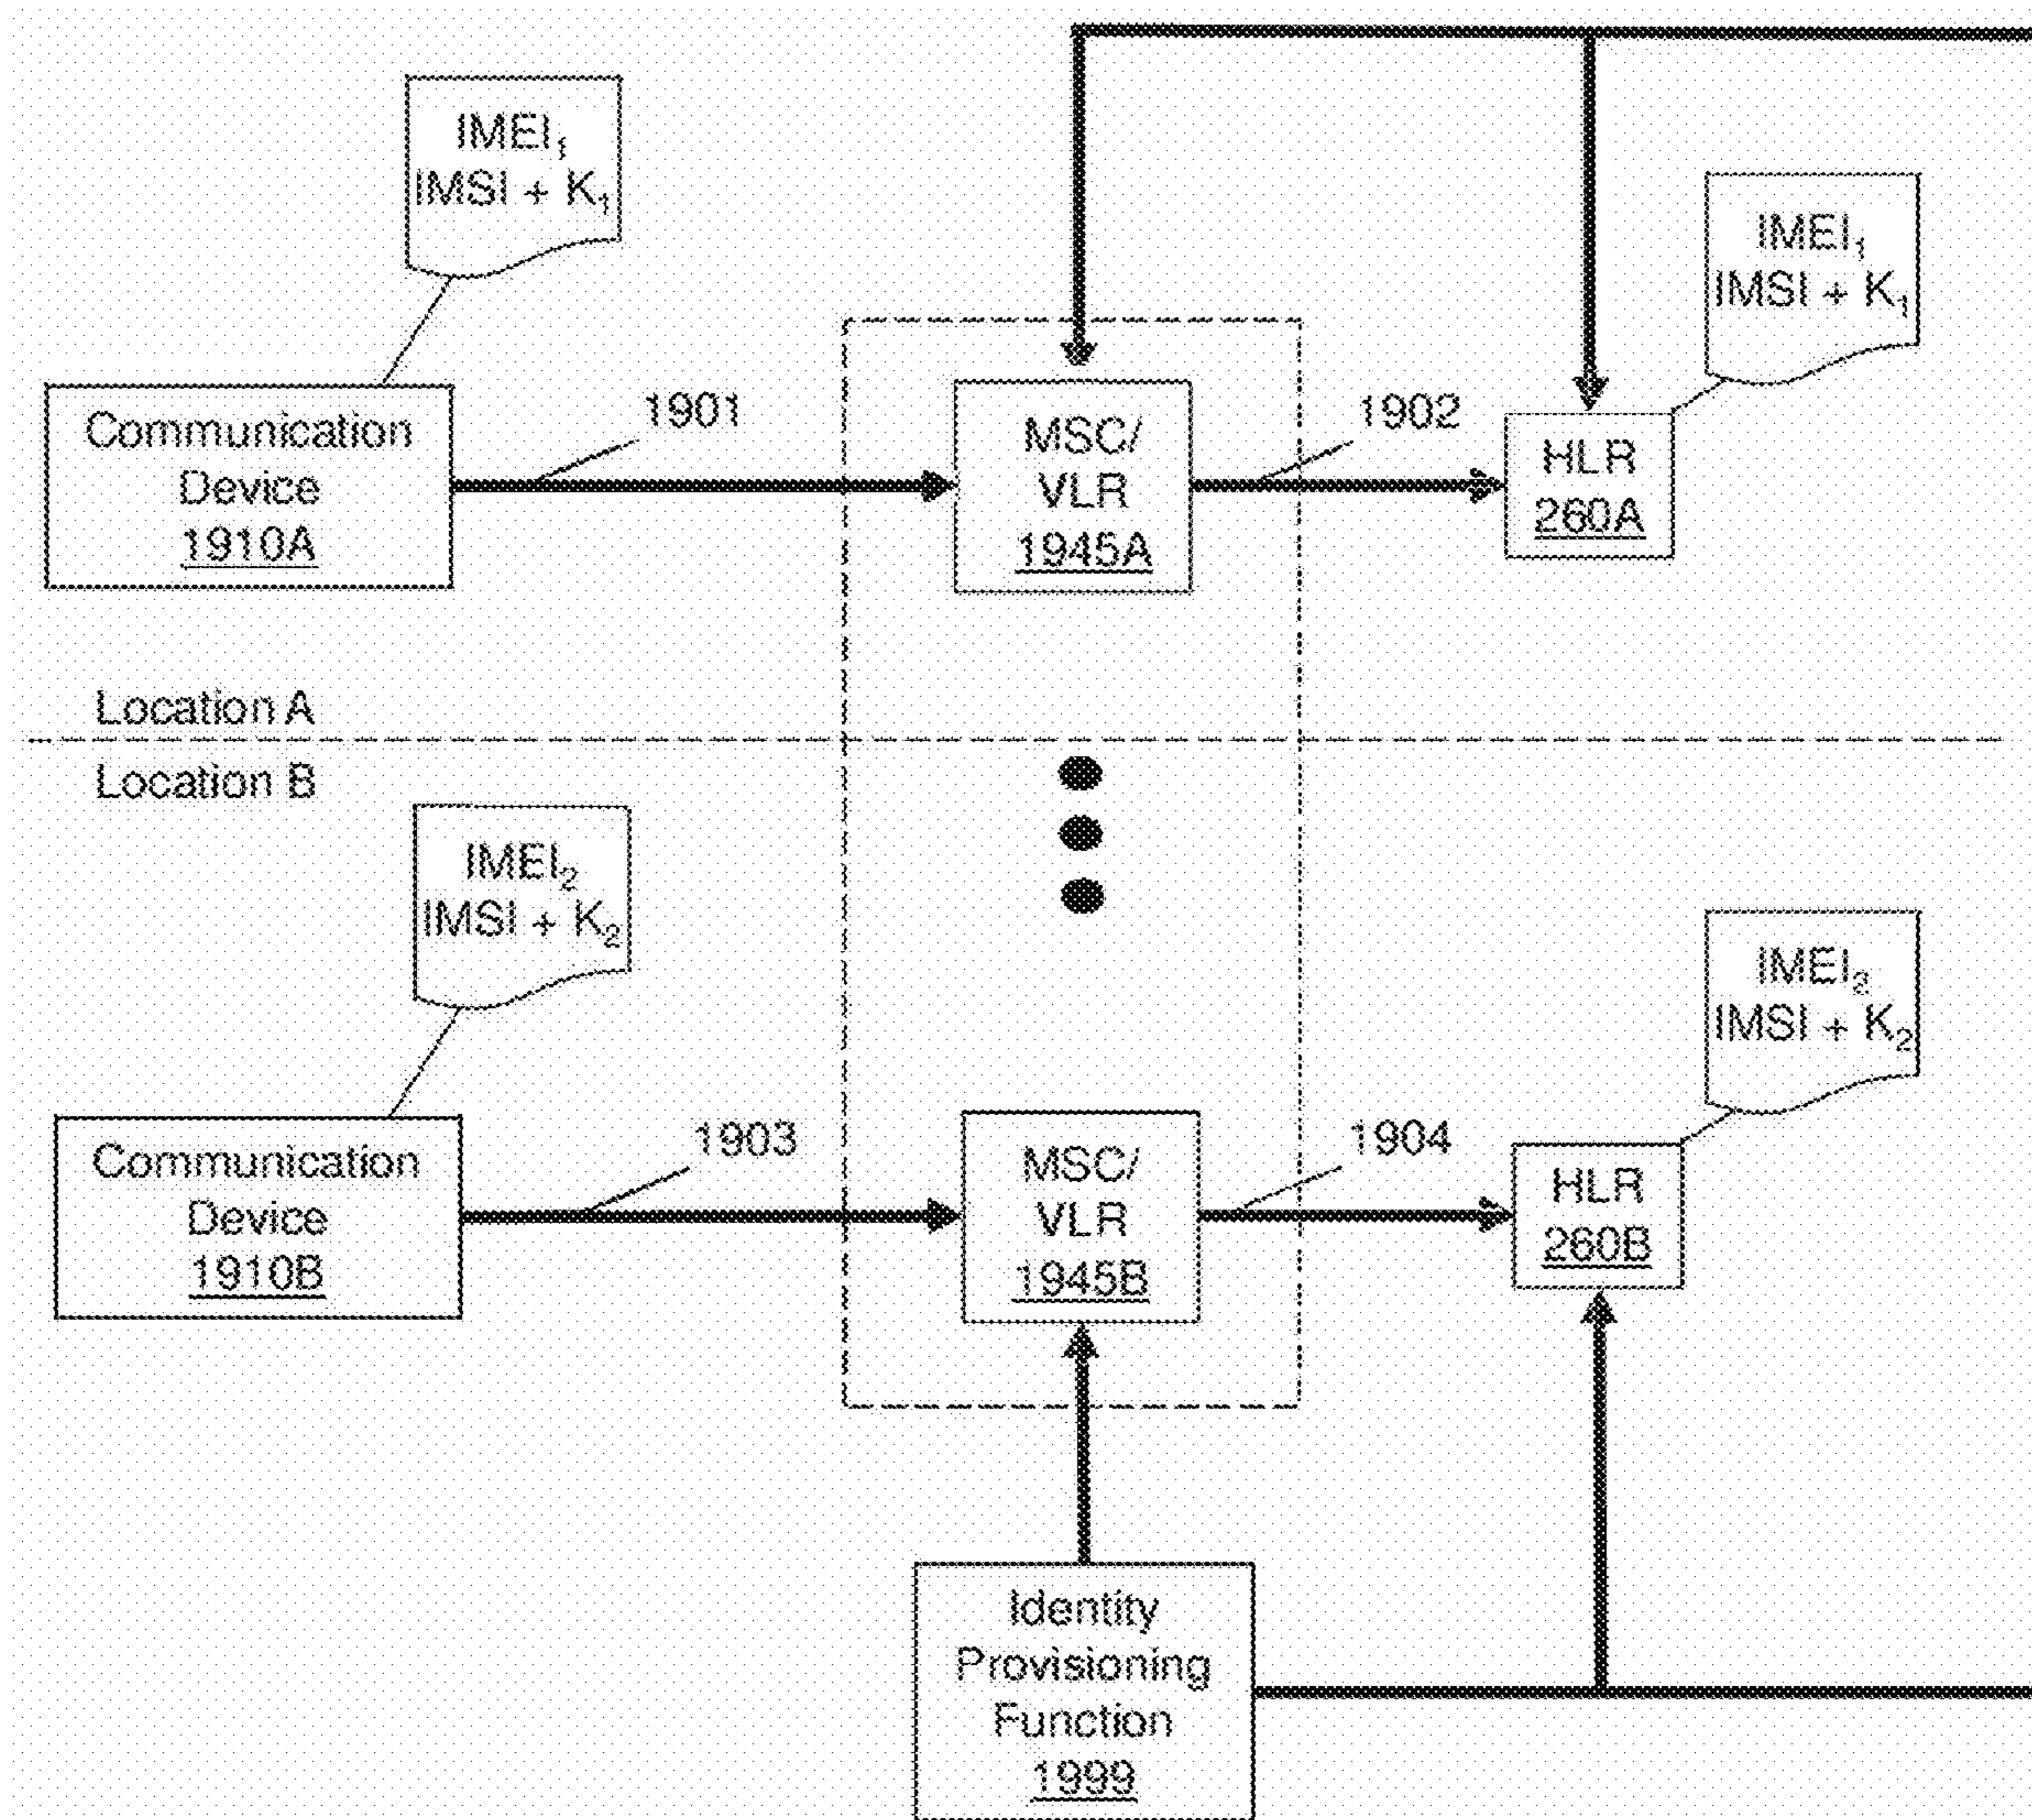 IMEI₁
IMSI + K₁
IMEI₁
IMSI + K₁
Communication
Device
1910A
1901
MSC/
VLR
1945A
1902
HLR
260A
Location A
Location B
IMEI₂
IMSI + K₂
IMEI₂
IMSI + K₂
Communication
Device
1910B
1903
MSC/
VLR
1945B
1904
HLR
260B
Identity
Provisioning
Function
1999